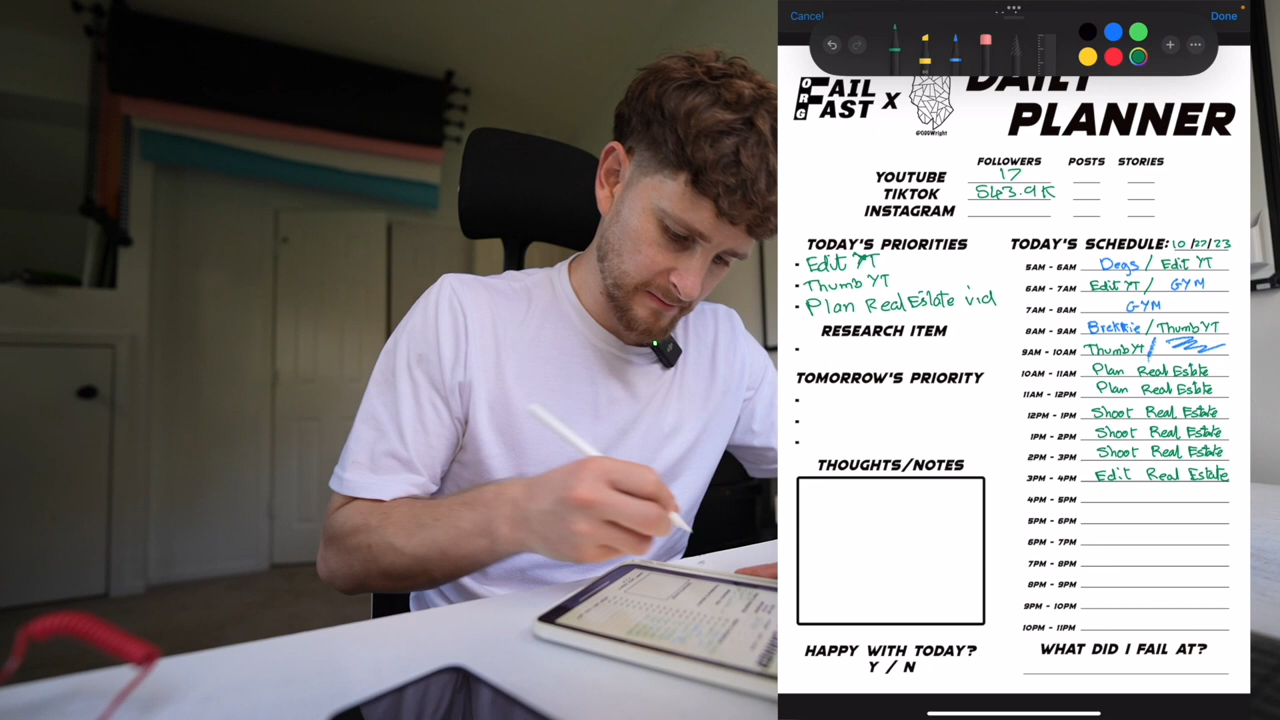 Cancel
Done
FORG FAIL FAST X
@ODDWright
DAILY PLANNER
FOLLOWERS POSTS STORIES
YOUTUBE 17
TIKTOK 543.9K
INSTAGRAM
TODAY'S PRIORITIES
- Edit YT
- Thumb YT
- Plan Real Estate vid
RESEARCH ITEM
TOMORROW'S PRIORITY
THOUGHTS/NOTES
HAPPY WITH TODAY?
Y / N
TODAY'S SCHEDULE: 10/27/23
5AM - 6AM Degs / Edit YT
6AM - 7AM Edit YT / GYM
7AM - 8AM GYM
8AM - 9AM Brekkie / Thumb YT
9AM - 10AM Thumb Yt /
10AM - 11AM Plan Real Estate
11AM - 12PM Plan Real Estate
12PM - 1PM Shoot Real Estate
1PM - 2PM Shoot Real Estate
2PM - 3PM Shoot Real Estate
3PM - 4PM Edit Real Estate
4PM - 5PM
5PM - 6PM
6PM - 7PM
7PM - 8PM
8PM - 9PM
9PM - 10PM
10PM - 11PM
WHAT DID I FAIL AT?